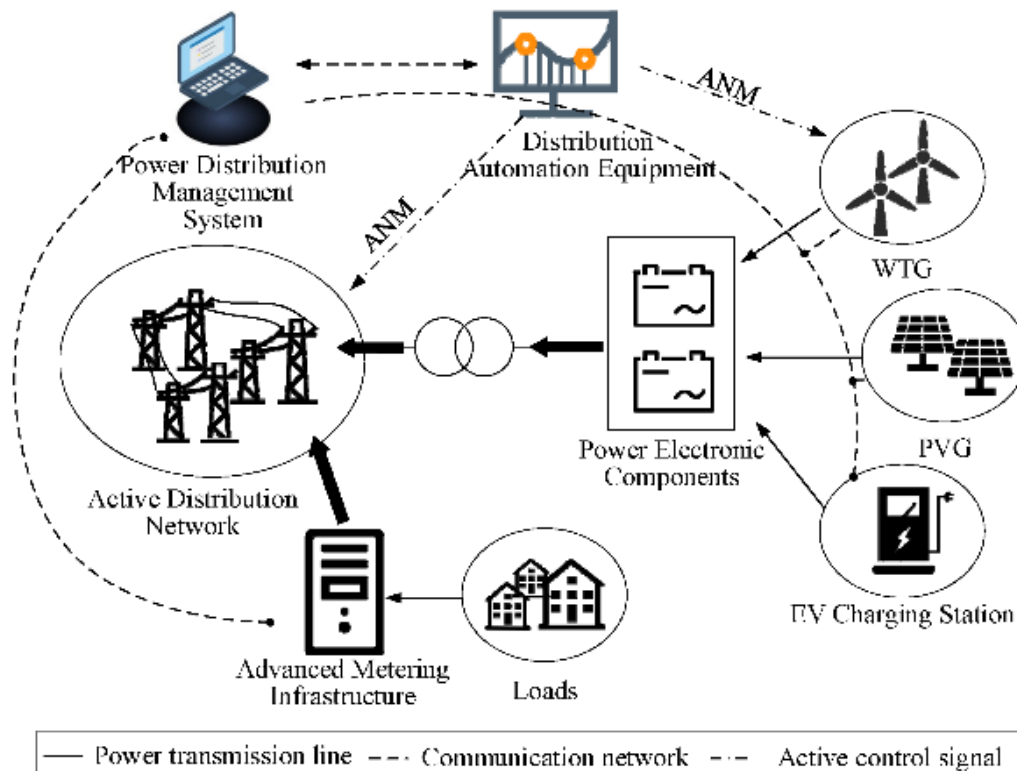 ANM
Distribution
Automation Equipment
Power Distribution
Management
System
ANM
WTG
Power Electronic
Components
PVG
Active Distribution
Network
EV Charging Station
Advanced Metering
Infrastructure
Loads
Power transmission line
Communication network
Active control signal